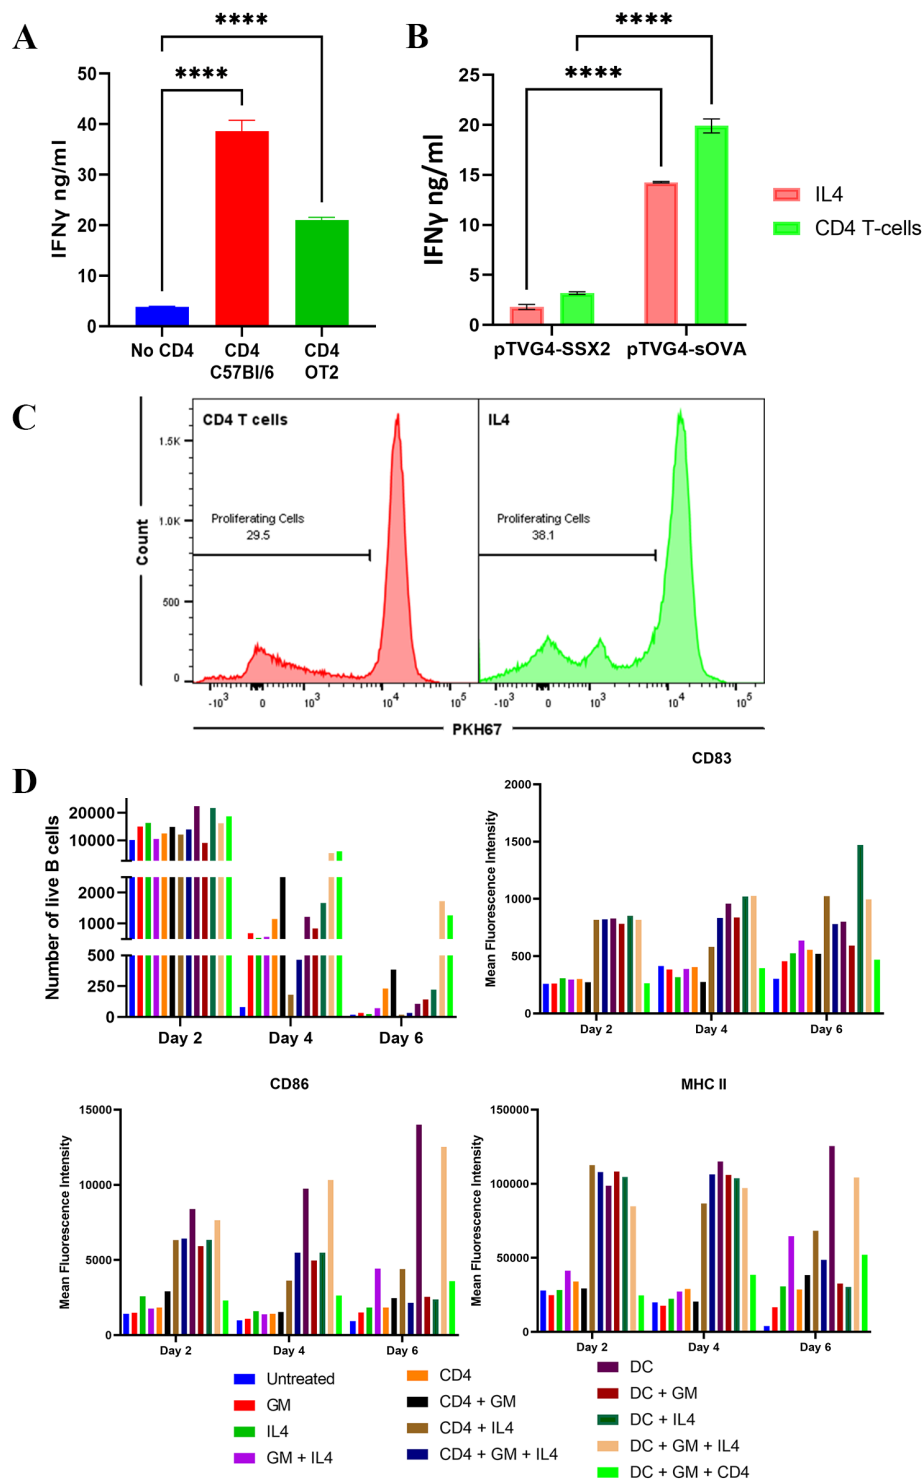 A
****
****
IFNγ ng/ml
50
40
30
20
10
0
No CD4
CD4
C57Bl/6
CD4
OT2
B
****
****
IFNγ ng/ml
25
20
15
10
5
0
pTVG4-SSX2
pTVG4-sOVA
IL4
CD4 T-cells
C
Count
1.5K
1.0K
500
0
CD4 T cells
Proliferating Cells
29.5
IL4
Proliferating Cells
38.1
-10³ 0 10³ 10⁴ 10⁵
-10³ 0 10³ 10⁴ 10⁵
PKH67
D
Number of live B cells
20000
10000
2000
1000
500
250
0
Day 2 Day 4 Day 6
CD83
Mean Fluorescence Intensity
2000
1500
1000
500
0
Day 2 Day 4 Day 6
CD86
Mean Fluorescence Intensity
15000
10000
5000
0
Day 2 Day 4 Day 6
MHC II
Mean Fluorescence Intensity
150000
100000
50000
0
Day 2 Day 4 Day 6
Untreated
GM
IL4
GM + IL4
CD4
CD4 + GM
CD4 + IL4
CD4 + GM + IL4
DC
DC + GM
DC + IL4
DC + GM + IL4
DC + GM + CD4